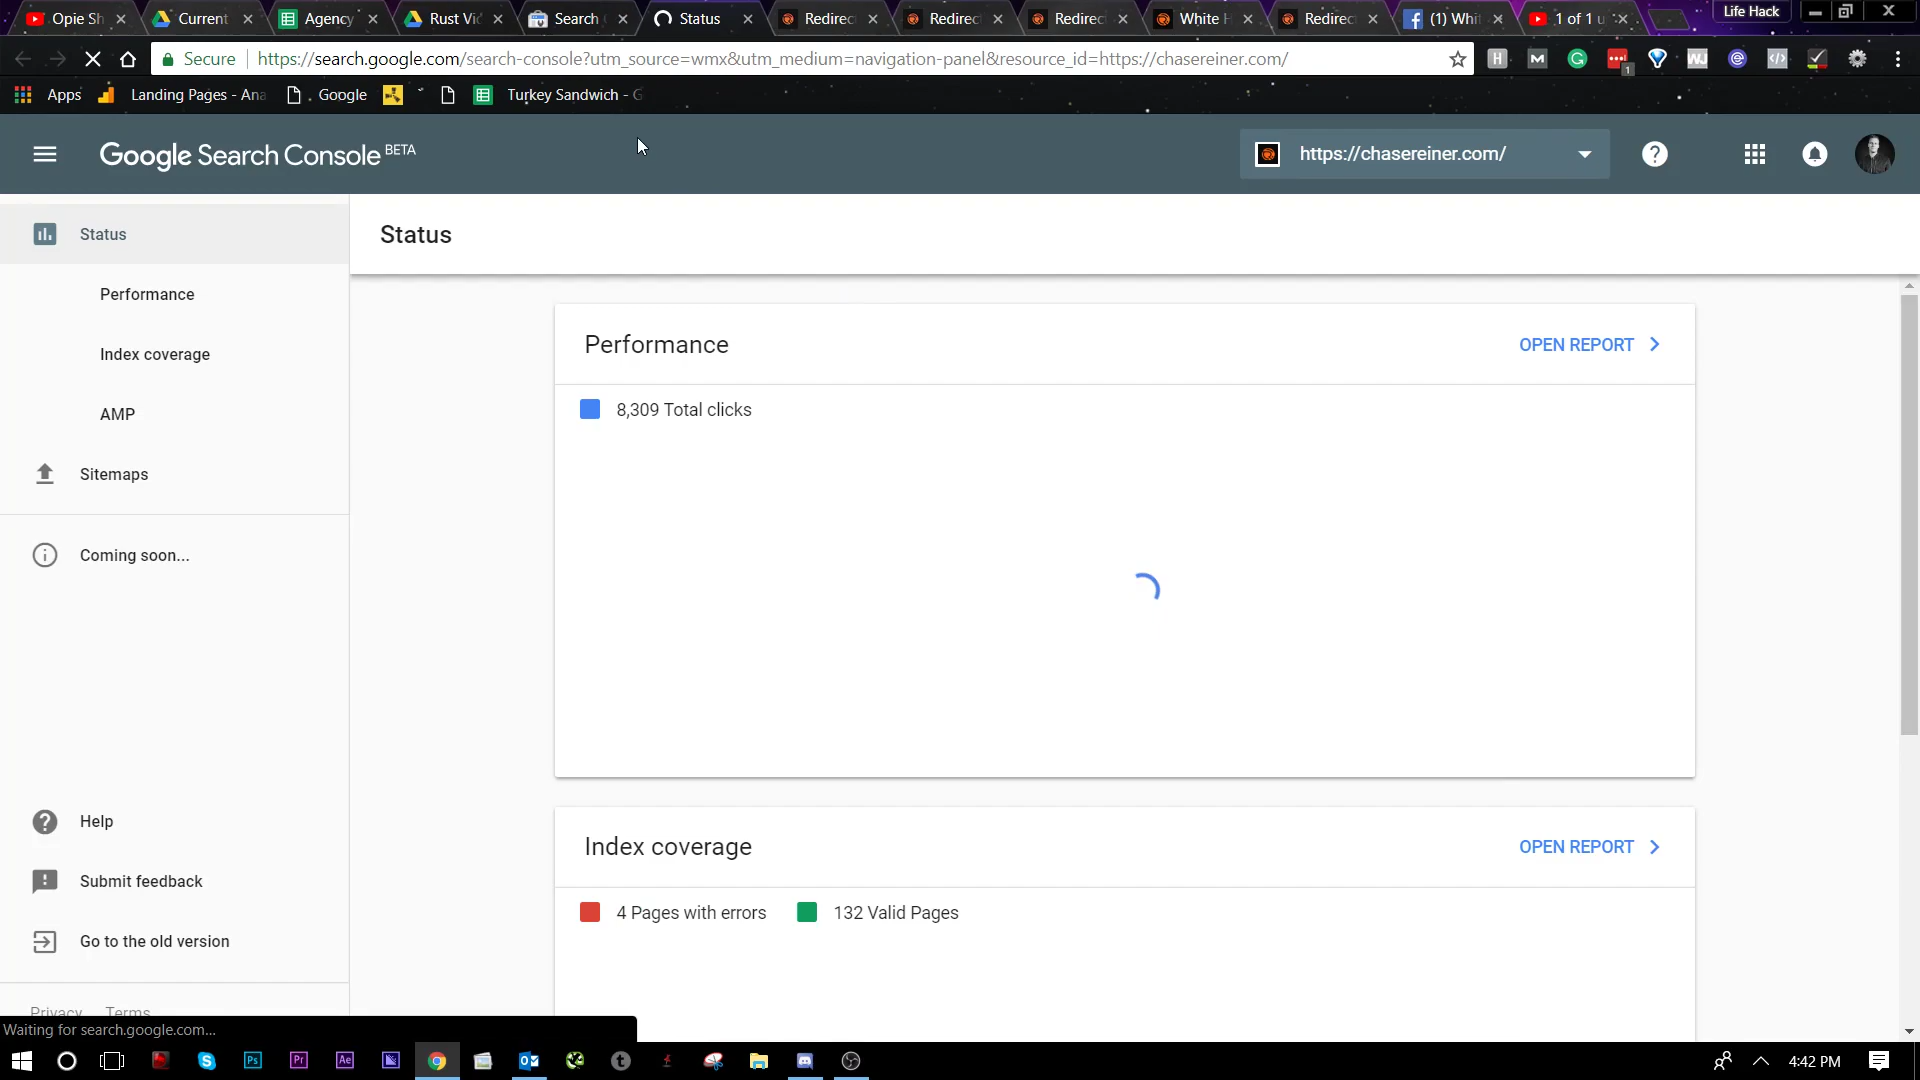 Opie Sh
Current
Agency
Rust Vid
Search
Status
Redirec
Redirec
Redirec
White H
Redirec
(1) Whit
1 of 1 u
Life Hack
Secure
https://search.google.com/search-console?utm_source=wmx&utm_medium=navigation-panel&resource_id=https://chasereiner.com/
Apps
Landing Pages - Ana
Google
Turkey Sandwich - G
Google Search Console BETA
https://chasereiner.com/
Status
Performance
Index coverage
AMP
Sitemaps
Coming soon...
Help
Submit feedback
Go to the old version
Privacy Terms
Status
Performance
OPEN REPORT
8,309 Total clicks
Index coverage
OPEN REPORT
4 Pages with errors
132 Valid Pages
Waiting for search.google.com...
4:42 PM